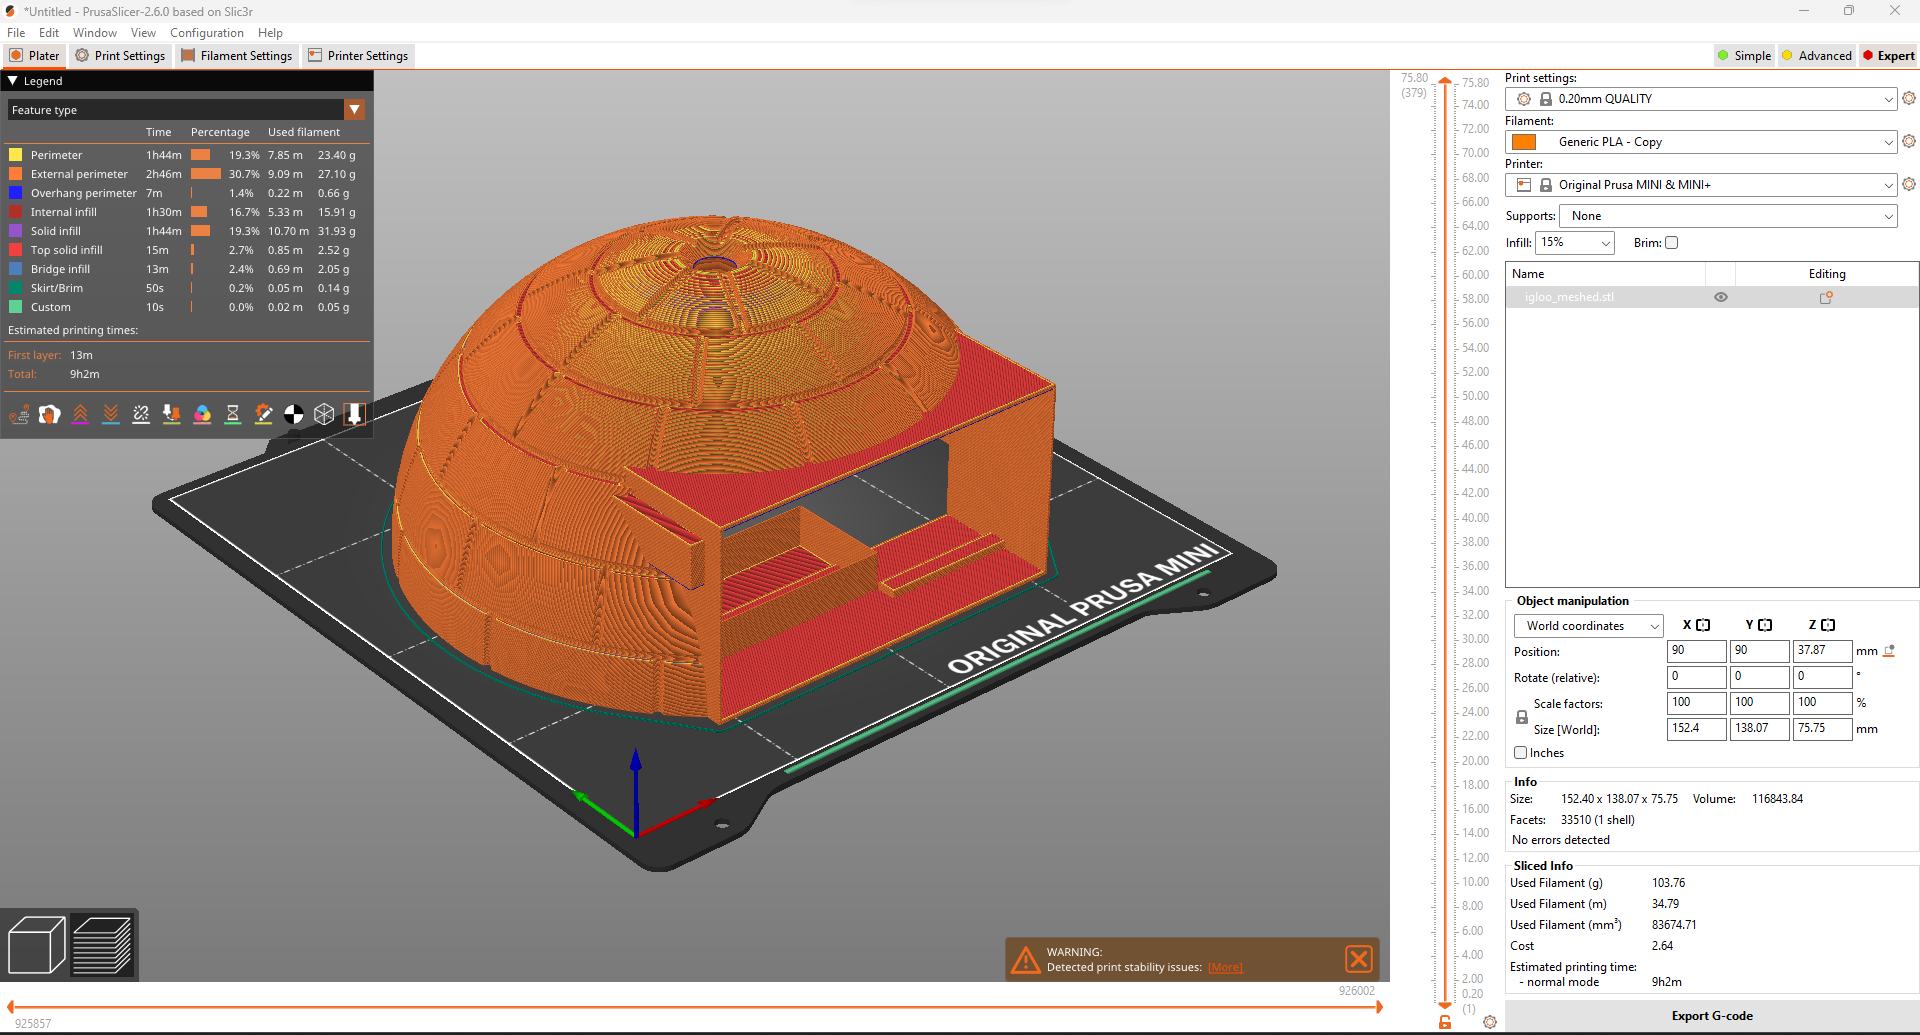 *Untitled - PrusaSlicer-2.6.0 based on Slic3r
File Edit Window View Configuration Help
Plater Print Settings Filament Settings Printer Settings Simple Advanced Expert
Legend
Feature type
Time Percentage Used filament
Perimeter 1h44m 19.3% 7.85 m 23.40 g
External perimeter 2h46m 30.7% 9.09 m 27.10 g
Overhang perimeter 7m 1.4% 0.22 m 0.66 g
Internal infill 1h30m 16.7% 5.33 m 15.91 g
Solid infill 1h44m 19.3% 10.70 m 31.93 g
Top solid infill 15m 2.7% 0.85 m 2.52 g
Bridge infill 13m 2.4% 0.69 m 2.05 g
Skirt/Brim 50s 0.2% 0.05 m 0.14 g
Custom 10s 0.0% 0.02 m 0.05 g
Estimated printing times:
First layer: 13m
Total: 9h2m
ORIGINAL PRUSA MINI
WARNING:
Detected print stability issues: [More]
926002
925857
75.80
(379)
75.80
74.00
72.00
70.00
68.00
66.00
64.00
62.00
60.00
58.00
56.00
54.00
52.00
50.00
48.00
46.00
44.00
42.00
40.00
38.00
36.00
34.00
32.00
30.00
28.00
26.00
24.00
22.00
20.00
18.00
16.00
14.00
12.00
10.00
8.00
6.00
4.00
2.00
0.20
(1)
Print settings:
0.20mm QUALITY
Filament:
Generic PLA - Copy
Printer:
Original Prusa MINI & MINI+
Supports: None
Infill: 15% Brim:
Name Editing
igloo_meshed.stl
Object manipulation
World coordinates X Y Z
Position: 90 90 37.87 mm
Rotate (relative): 0 0 0 °
Scale factors: 100 100 100 %
Size [World]: 152.4 138.07 75.75 mm
Inches
Info
Size: 152.40 x 138.07 x 75.75 Volume: 116843.84
Facets: 33510 (1 shell)
No errors detected
Sliced Info
Used Filament (g) 103.76
Used Filament (m) 34.79
Used Filament (mm³) 83674.71
Cost 2.64
Estimated printing time:
- normal mode 9h2m
Export G-code